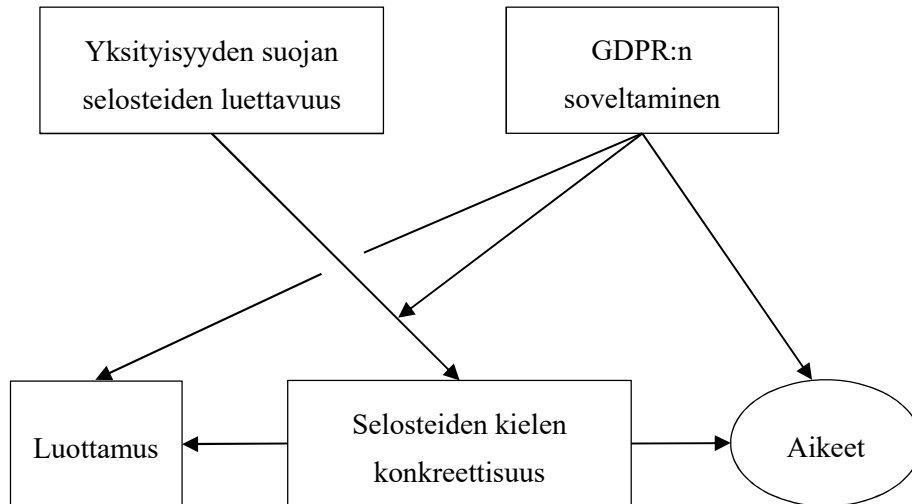 Yksityisyyden suojan
selosteiden luettavuus
GDPR:n
soveltaminen
Luottamus
Selosteiden kielen
konkreettisuus
Aikeet